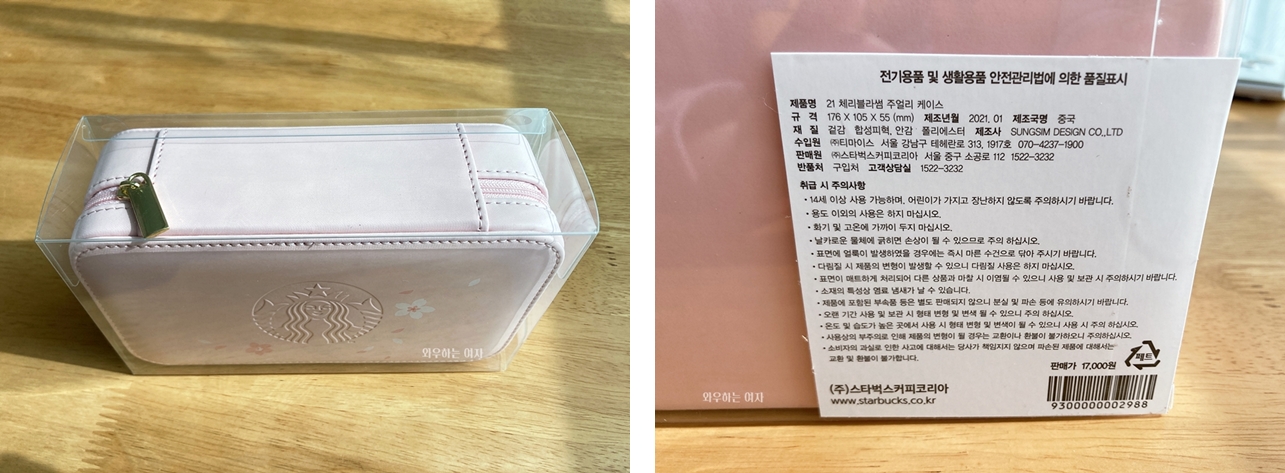 와우하는 여자
전기용품 및 생활용품 안전관리법에 의한 품질표시
제품명 21 체리블라썸 주얼리 케이스
규 격 176 X 105 X 55 (mm) 제조년월 2021. 01 제조국명 중국
재 질 겉감 합성피혁, 안감 폴리에스터 제조사 SUNGSIM DESIGN CO.,LTD
수입원 ㈜티마이스 서울 강남구 테헤란로 313, 1917호 070-4237-1900
판매원 ㈜스타벅스커피코리아 서울 중구 소공로 112 1522-3232
반품처 구입처 고객상담실 1522-3232
취급 시 주의사항
• 14세 이상 사용 가능하며, 어린이가 가지고 장난하지 않도록 주의하시기 바랍니다.
• 용도 이외의 사용은 하지 마십시오.
• 화기 및 고온에 가까이 두지 마십시오.
• 날카로운 물체에 긁히면 손상이 될 수 있으므로 주의 하십시오.
• 표면에 얼룩이 발생하였을 경우에는 즉시 마른 수건으로 닦아 주시기 바랍니다.
• 다림질 시 제품의 변형이 발생할 수 있으니 다림질 사용은 하지 마십시오.
• 표면이 매트하게 처리되어 다른 상품과 마찰 시 이염될 수 있으니 사용 및 보관 시 주의하시기 바랍니다.
• 소재의 특성상 염료 냄새가 날 수 있습니다.
• 제품에 포함된 부속품 등은 별도 판매되지 않으니 분실 및 파손 등에 유의하시기 바랍니다.
• 오랜 기간 사용 및 보관 시 형태 변형 및 변색 될 수 있으니 주의 하십시오.
• 온도 및 습도가 높은 곳에서 사용 시 형태 변형 및 변색이 될 수 있으니 사용 시 주의 하십시오.
• 사용상의 부주의로 인해 제품의 변형이 될 경우는 교환이나 환불이 불가하오니 주의하십시오.
• 소비자의 과실로 인한 사고에 대해서는 당사가 책임지지 않으며 파손된 제품에 대해서는
교환 및 환불이 불가합니다.
페트
판매가 17,000원
(주)스타벅스커피코리아
www.starbucks.co.kr
9300000002988
와우하는 여자